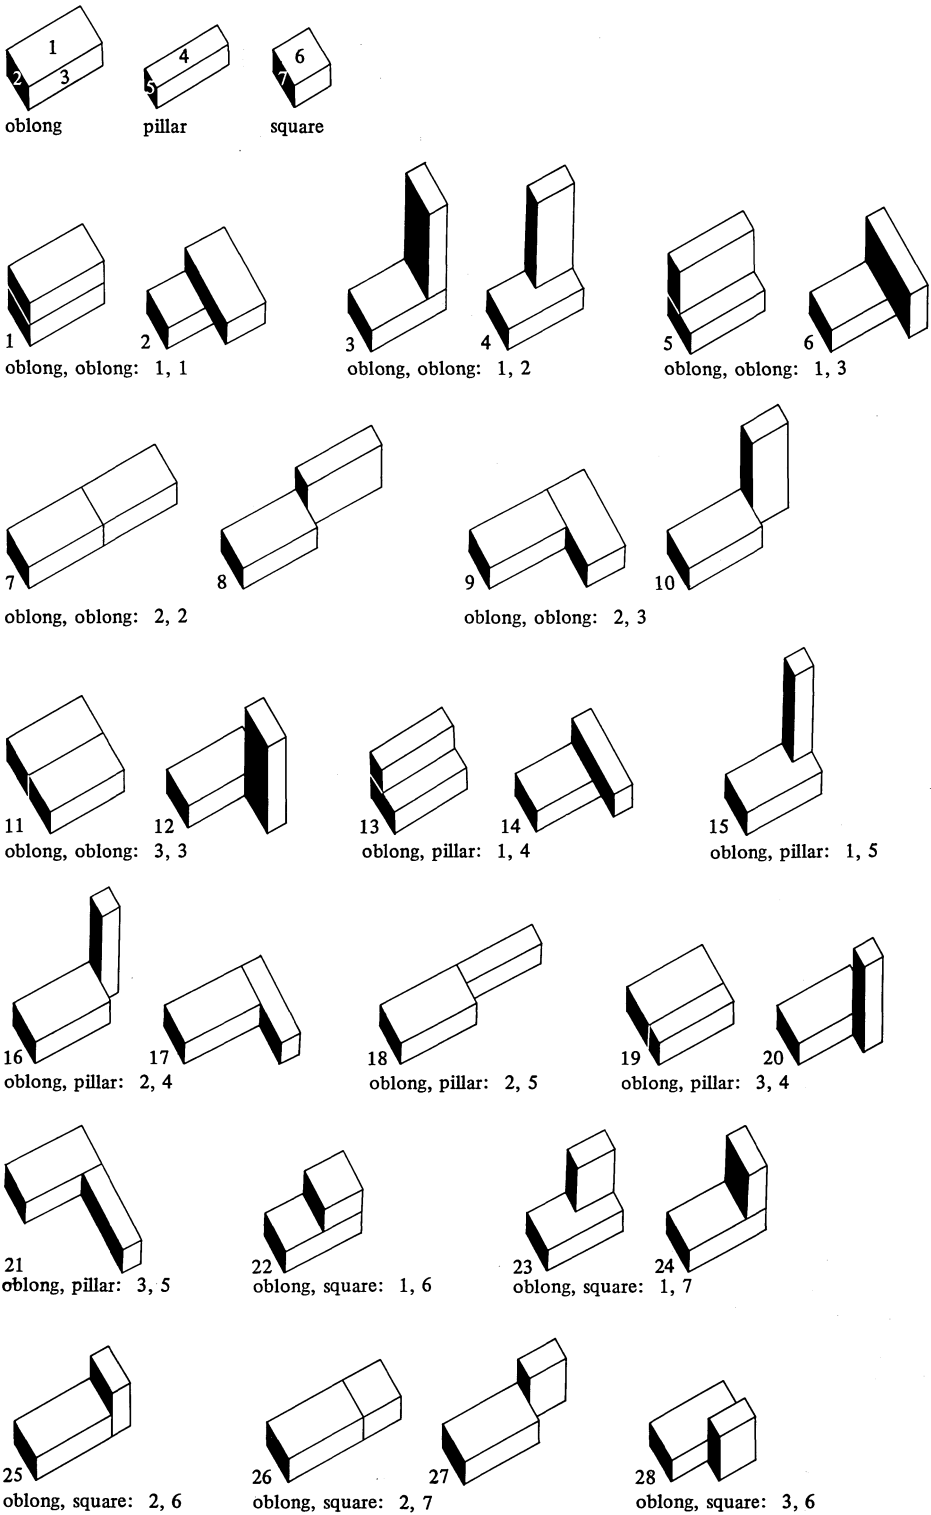 1
2 3
4
5
6
7
oblong pillar square
1 2 3 4 5 6
oblong, oblong: 1, 1 oblong, oblong: 1, 2 oblong, oblong: 1, 3
7 8 9 10
oblong, oblong: 2, 2 oblong, oblong: 2, 3
11 12 13 14 15
oblong, oblong: 3, 3 oblong, pillar: 1, 4 oblong, pillar: 1, 5
16 17 18 19 20
oblong, pillar: 2, 4 oblong, pillar: 2, 5 oblong, pillar: 3, 4
21 22 23 24
oblong, pillar: 3, 5 oblong, square: 1, 6 oblong, square: 1, 7
25 26 27 28
oblong, square: 2, 6 oblong, square: 2, 7 oblong, square: 3, 6